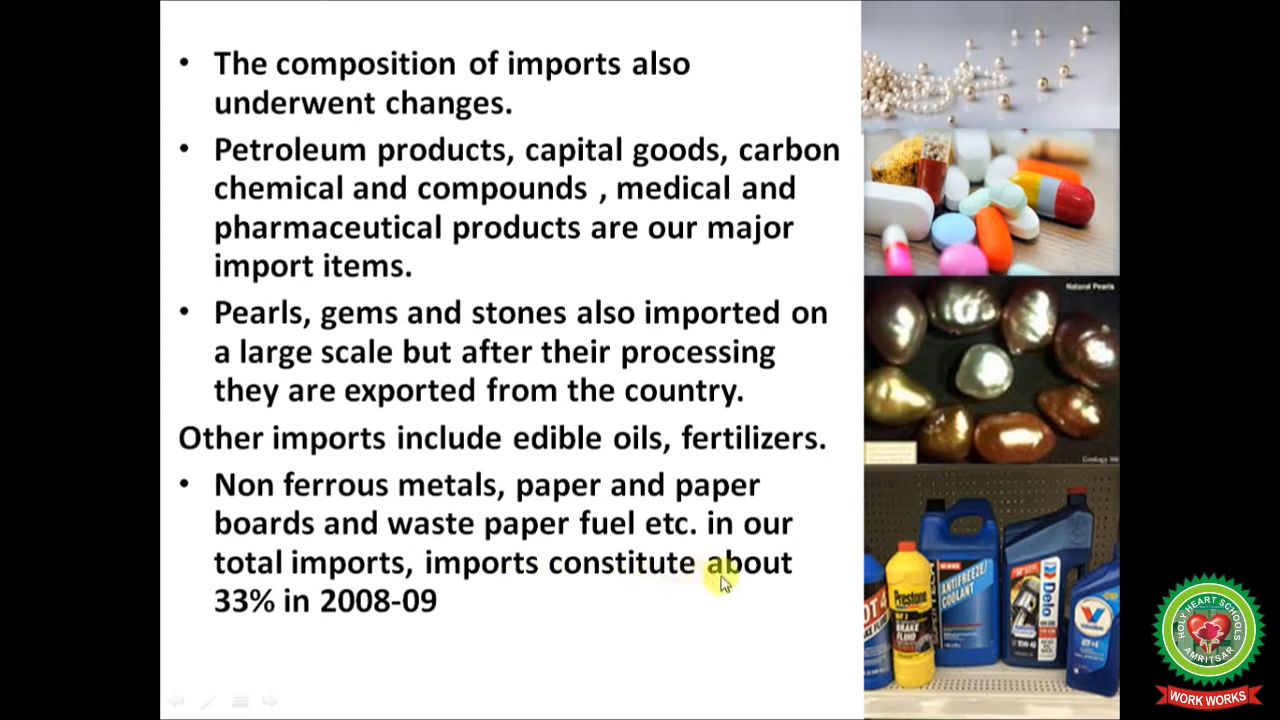 • The composition of imports also
underwent changes.
• Petroleum products, capital goods, carbon
chemical and compounds , medical and
pharmaceutical products are our major
import items.
• Pearls, gems and stones also imported on
a large scale but after their processing
they are exported from the country.
Other imports include edible oils, fertilizers.
• Non ferrous metals, paper and paper
boards and waste paper fuel etc. in our
total imports, imports constitute about
33% in 2008-09
Natural Pearls
Prestone
BRAKE
FLUID
ANTIFREEZE/
COOLANT
Delo
Valvoline
HOLY HEART SCHOOLS
AMRITSAR
WORK WORKS